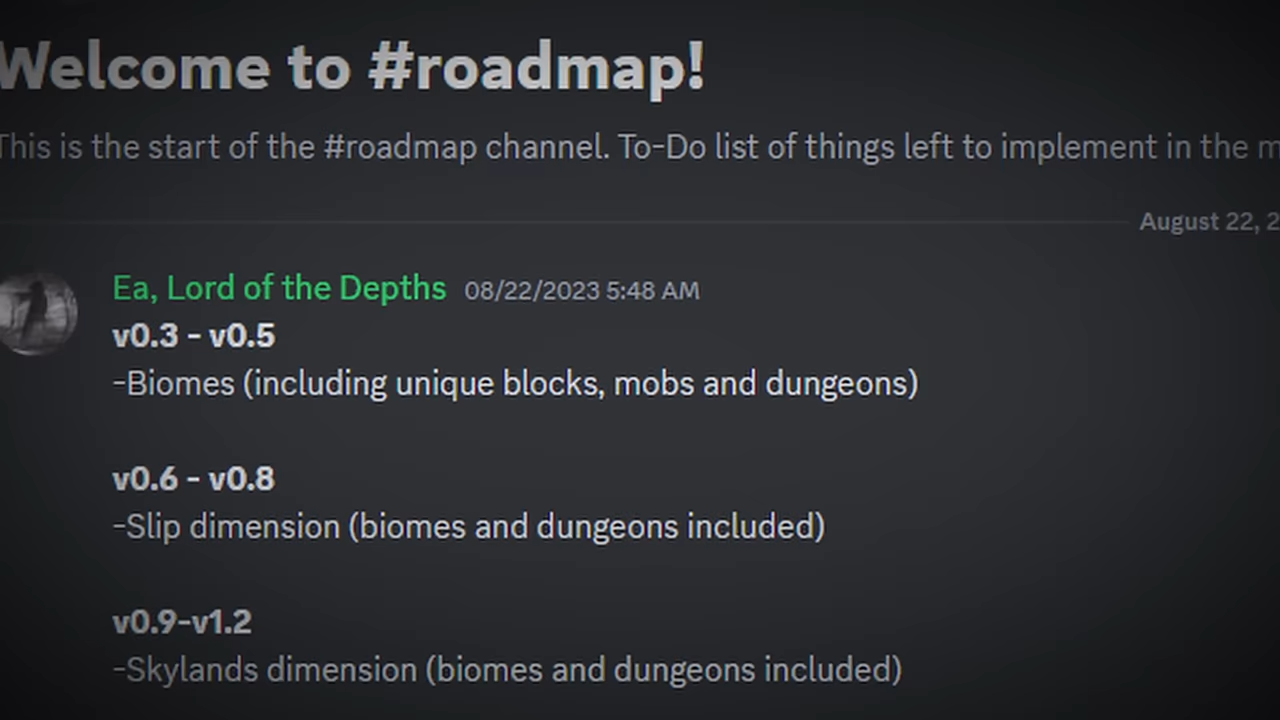 Welcome to #roadmap!
This is the start of the #roadmap channel. To-Do list of things left to implement in the
August 22,
Ea, Lord of the Depths 08/22/2023 5:48 AM
v0.3 - v0.5
-Biomes (including unique blocks, mobs and dungeons)
v0.6 - v0.8
-Slip dimension (biomes and dungeons included)
v0.9-v1.2
-Skylands dimension (biomes and dungeons included)